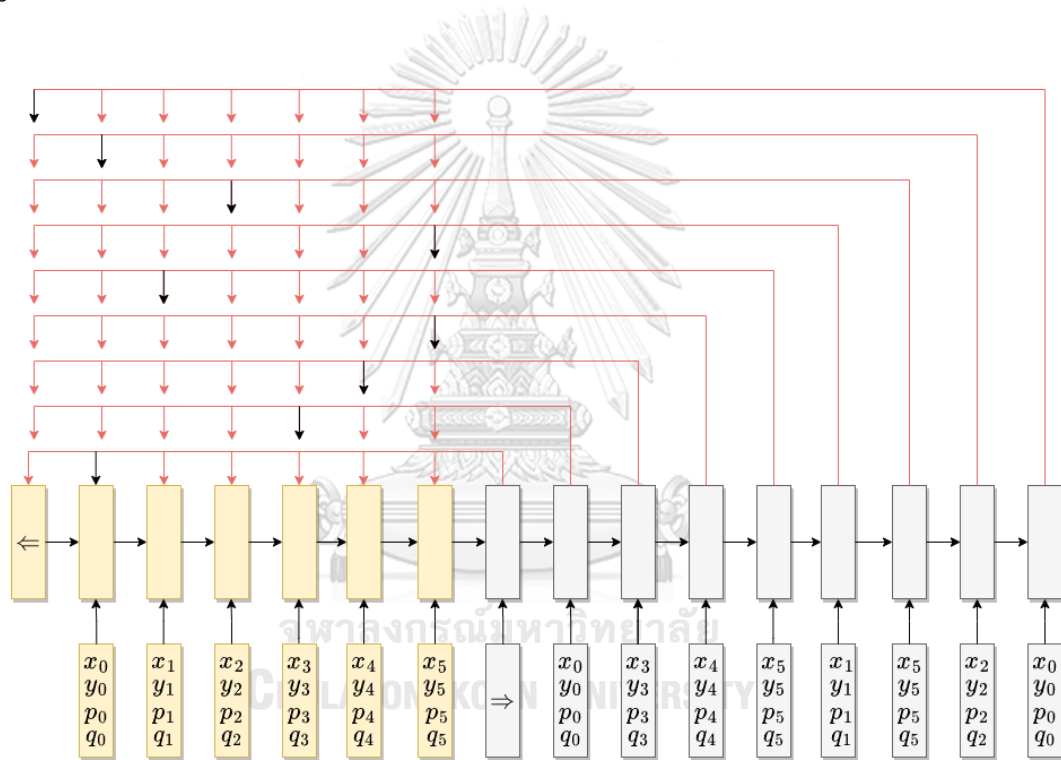 ⇐
จุฬาลงกรณ์มหาวิทยาลัย
CHULALONGKORN UNIVERSITY
x₀ x₁ x₂ x₃ x₄ x₅ ⇒ x₀ x₃ x₄ x₅ x₁ x₅ x₂ x₀
y₀ y₁ y₂ y₃ y₄ y₅ y₀ y₃ y₄ y₅ y₁ y₅ y₂ y₀
p₀ p₁ p₂ p₃ p₄ p₅ p₀ p₃ p₄ p₅ p₁ p₅ p₂ p₀
q₀ q₁ q₂ q₃ q₄ q₅ q₀ q₃ q₄ q₅ q₁ q₅ q₂ q₀